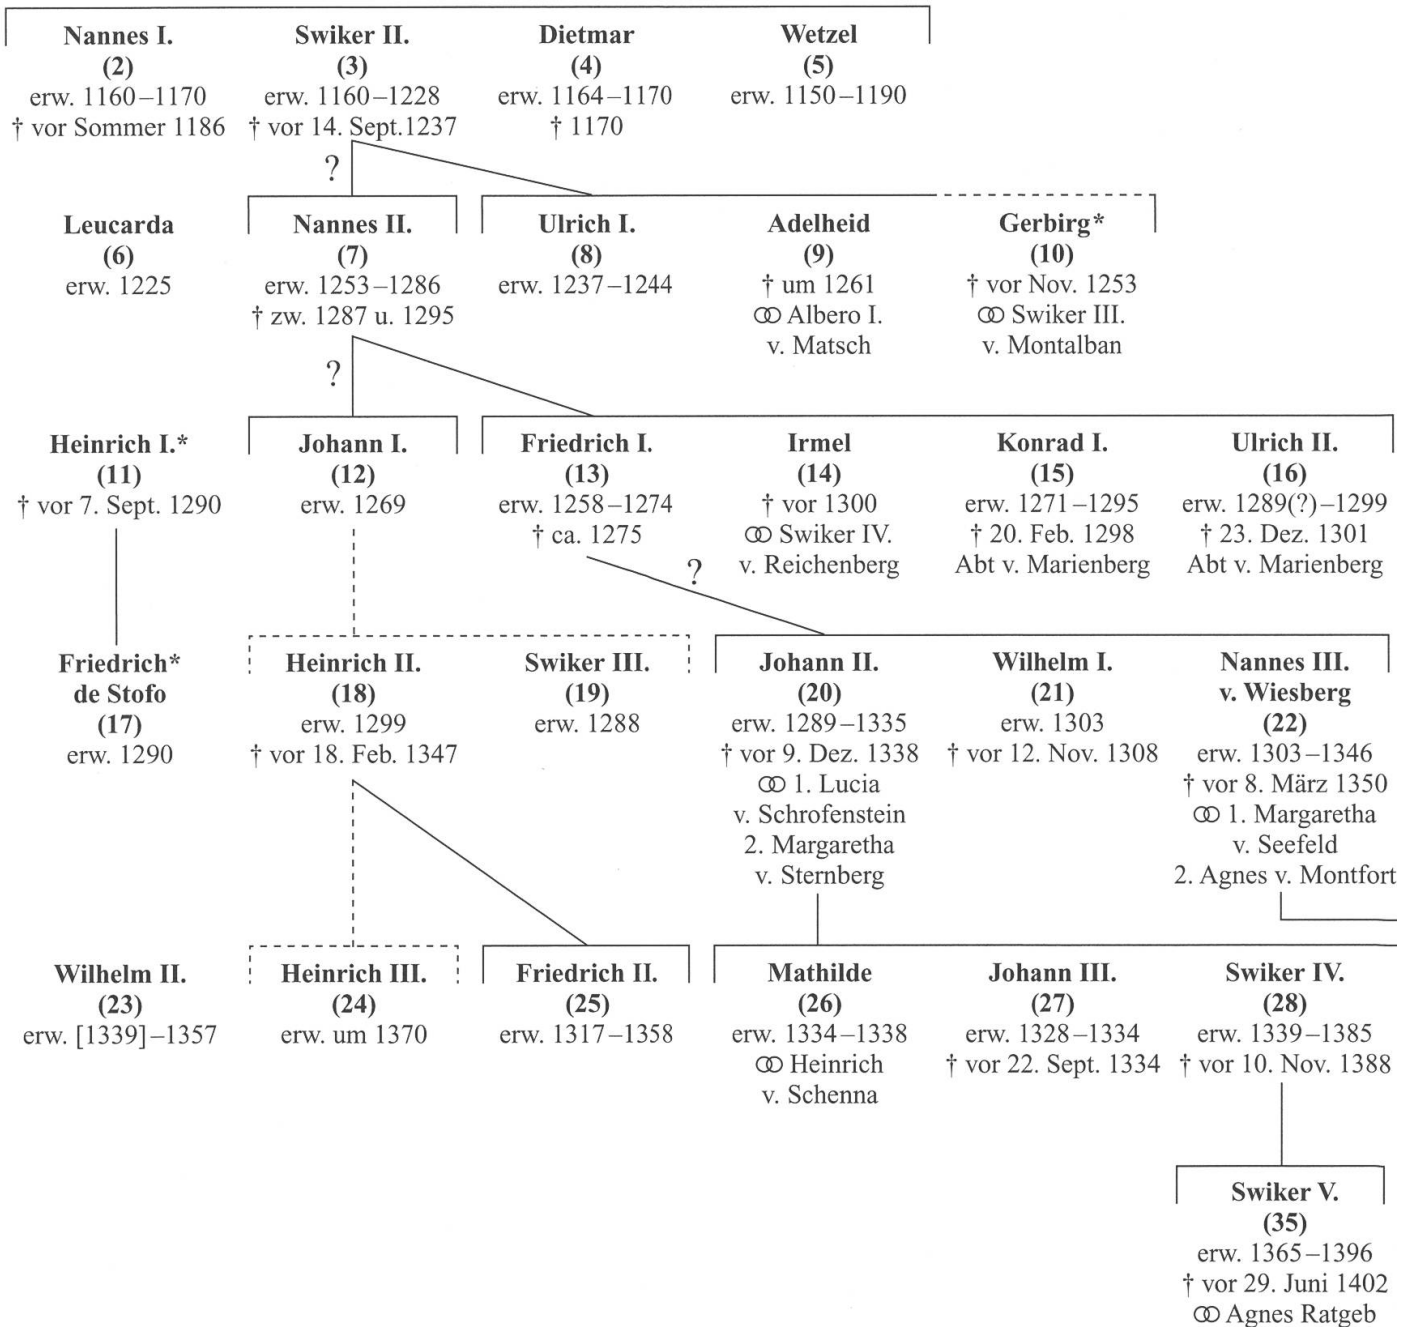 Nannes I. Swiker II. Dietmar Wetzel
(2) (3) (4) (5)
erw. 1160–1170 erw. 1160–1228 erw. 1164–1170 erw. 1150–1190
† vor Sommer 1186 † vor 14. Sept.1237 † 1170
?
Leucarda Nannes II. Ulrich I. Adelheid Gerbirg*
(6) (7) (8) (9) (10)
erw. 1225 erw. 1253–1286 erw. 1237–1244 † um 1261 † vor Nov. 1253
† zw. 1287 u. 1295 ⚭ Albero I. ⚭ Swiker III.
v. Matsch v. Montalban
?
Heinrich I.* Johann I. Friedrich I. Irmel Konrad I. Ulrich II.
(11) (12) (13) (14) (15) (16)
† vor 7. Sept. 1290 erw. 1269 erw. 1258–1274 † vor 1300 erw. 1271–1295 erw. 1289(?)–1299
† ca. 1275 ⚭ Swiker IV. † 20. Feb. 1298 † 23. Dez. 1301
v. Reichenberg Abt v. Marienberg Abt v. Marienberg
?
Friedrich* Heinrich II. Swiker III. Johann II. Wilhelm I. Nannes III.
de Stofo (18) (19) (20) (21) v. Wiesberg
(17) erw. 1299 erw. 1288 erw. 1289–1335 erw. 1303 (22)
erw. 1290 † vor 18. Feb. 1347 † vor 9. Dez. 1338 † vor 12. Nov. 1308 erw. 1303–1346
⚭ 1. Lucia † vor 8. März 1350
v. Schrofenstein ⚭ 1. Margaretha
2. Margaretha v. Seefeld
v. Sternberg 2. Agnes v. Montfort
Wilhelm II. Heinrich III. Friedrich II. Mathilde Johann III. Swiker IV.
(23) (24) (25) (26) (27) (28)
erw. [1339]–1357 erw. um 1370 erw. 1317–1358 erw. 1334–1338 erw. 1328–1334 erw. 1339–1385
⚭ Heinrich † vor 22. Sept. 1334 † vor 10. Nov. 1388
v. Schenna
Swiker V.
(35)
erw. 1365–1396
† vor 29. Juni 1402
⚭ Agnes Ratgeb